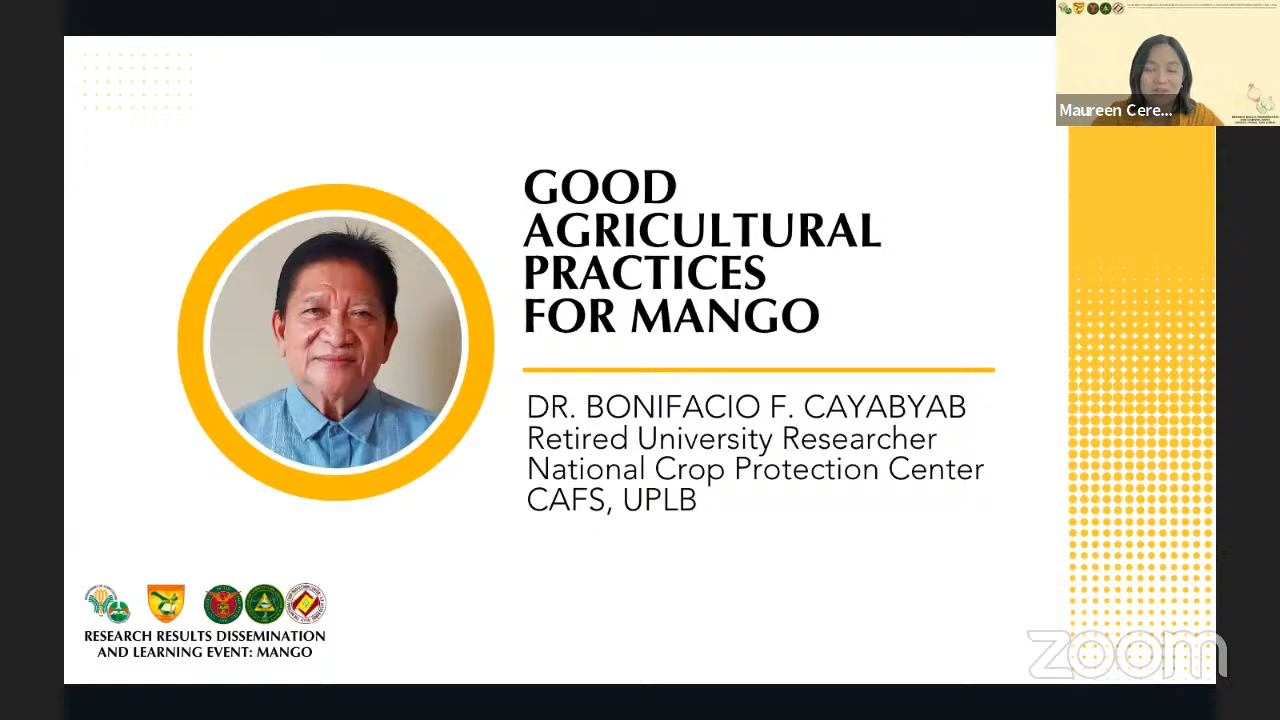 Maureen Cere...
GOOD
AGRICULTURAL
PRACTICES
FOR MANGO
DR. BONIFACIO F. CAYABYAB
Retired University Researcher
National Crop Protection Center
CAFS, UPLB
RESEARCH RESULTS DISSEMINATION
AND LEARNING EVENT: MANGO
zoom